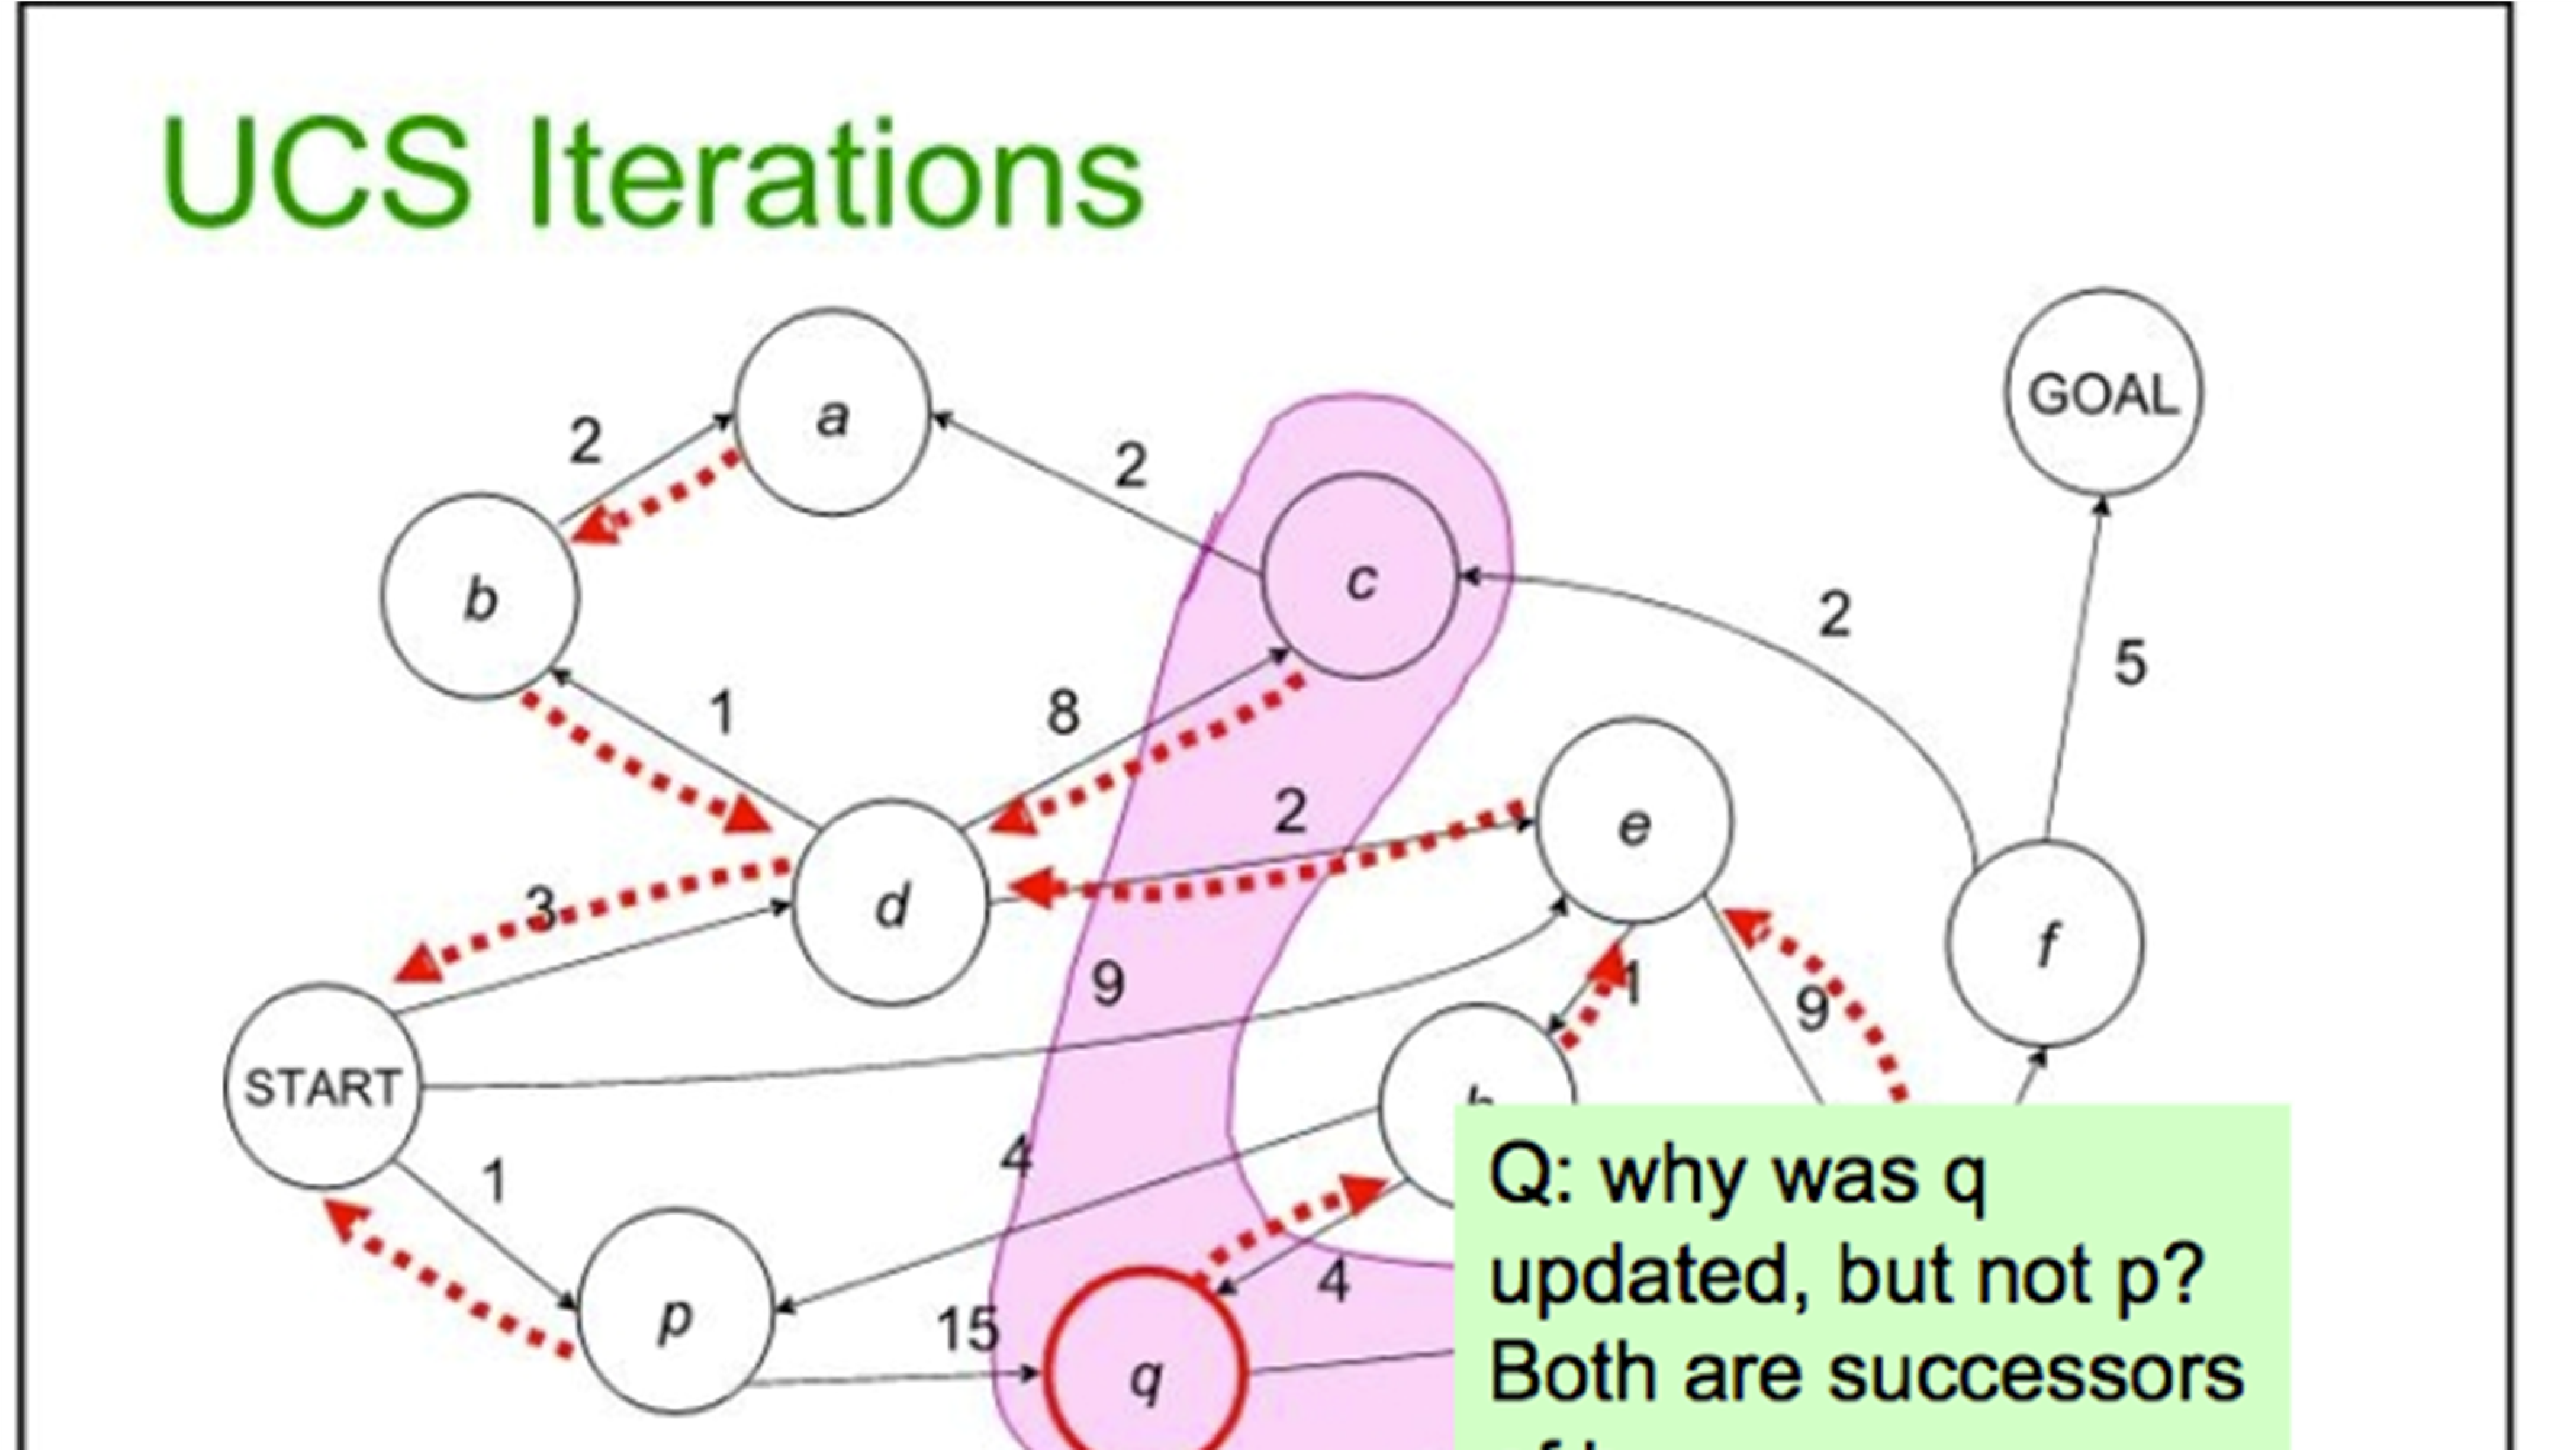 UCS Iterations
GOAL
a
2
2
c
b
2
5
1
8
2
e
3
d
f
9
1
9
START
4
1
Q: why was q
updated, but not p?
Both are successors
4
p
15
q